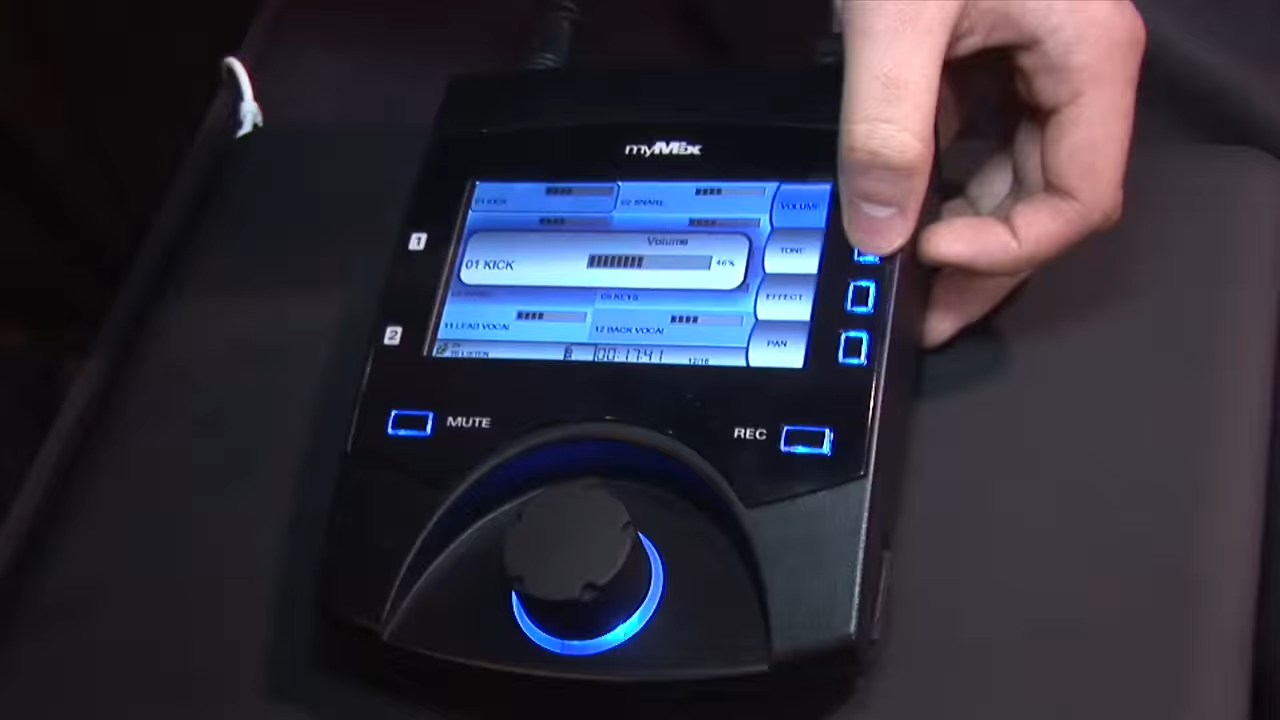 myMix
01 KICK
02 SNARE
VOLUME
1
Volume
01 KICK
46%
TONE
09 KEYS
EFFECT
11 LEAD VOCAL
12 BACK VOCAL
2
PAN
00:17:41
12/16
MUTE
REC